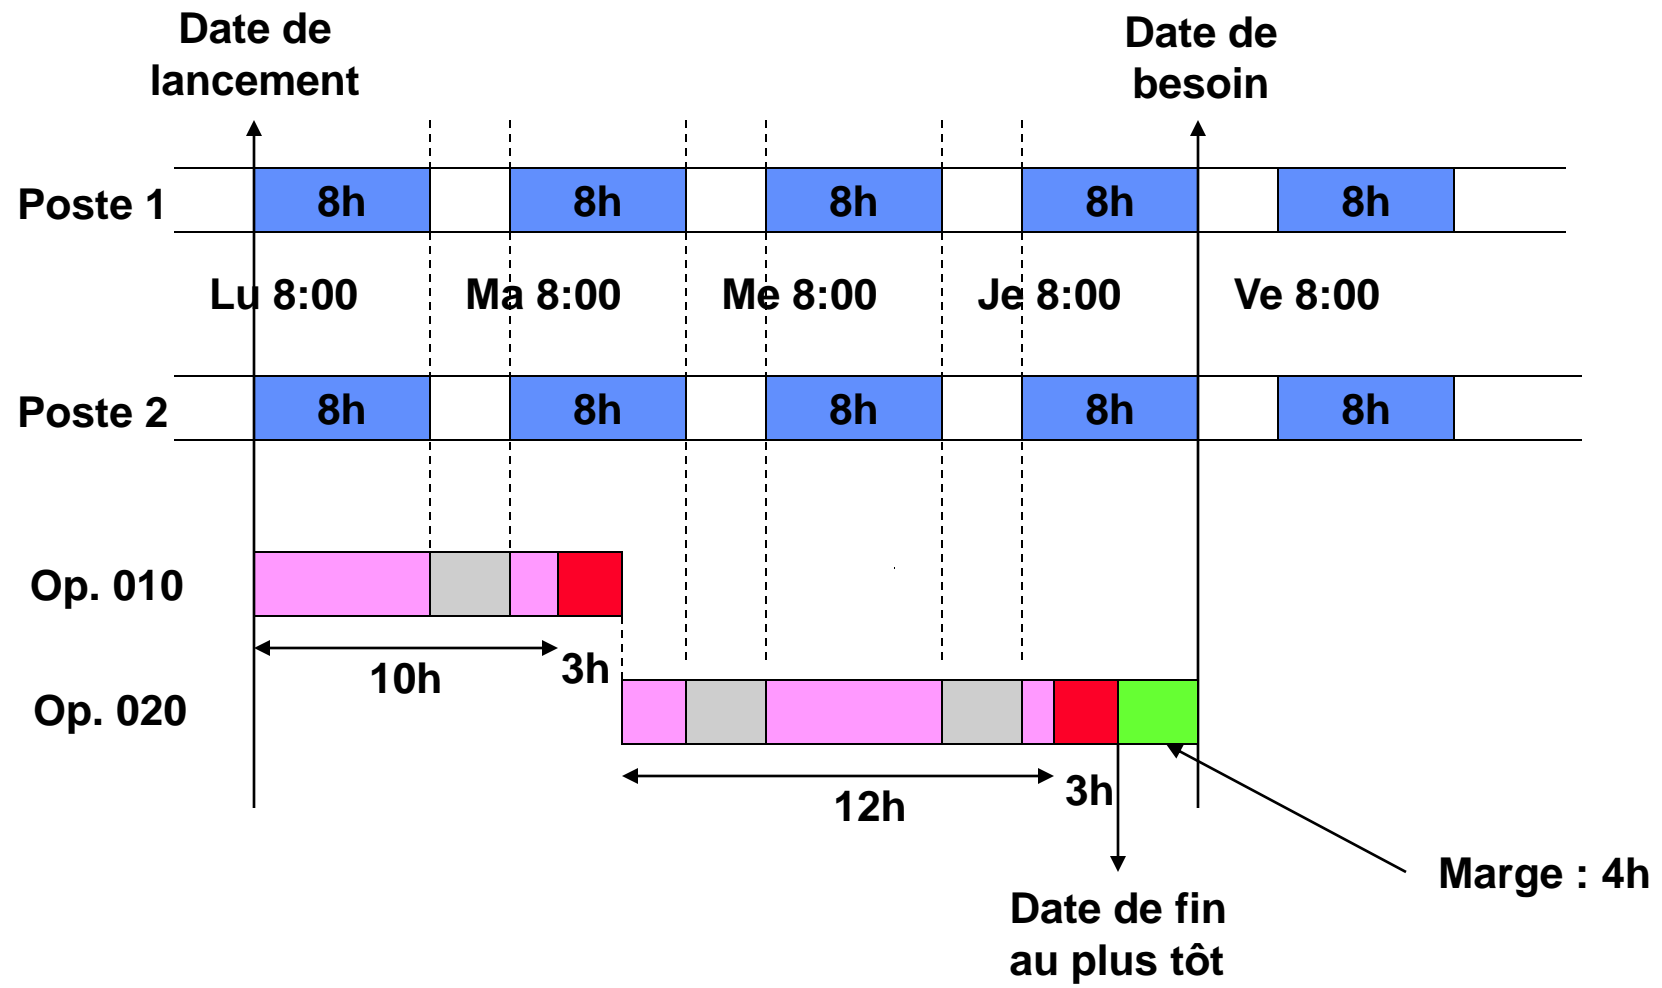 Date de
lancement
Date de
besoin
Poste 1
8h
8h
8h
8h
8h
Lu 8:00
Ma 8:00
Me 8:00
Je 8:00
Ve 8:00
Poste 2
8h
8h
8h
8h
8h
Op. 010
10h
3h
Op. 020
12h
3h
Marge : 4h
Date de fin
au plus tôt